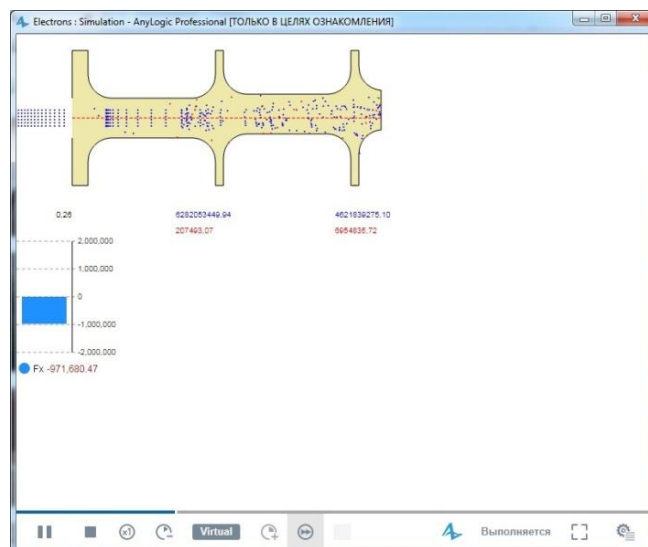 Electrons : Simulation - AnyLogic Professional [ТОЛЬКО В ЦЕЛЯХ ОЗНАКОМЛЕНИЯ]
0,26 6282053449,94 4621839275,10
207493,07 6954836,72
2,000,000
1,000,000
0
-1,000,000
-2,000,000
Fx -971,680.47
x1 Virtual Выполняется